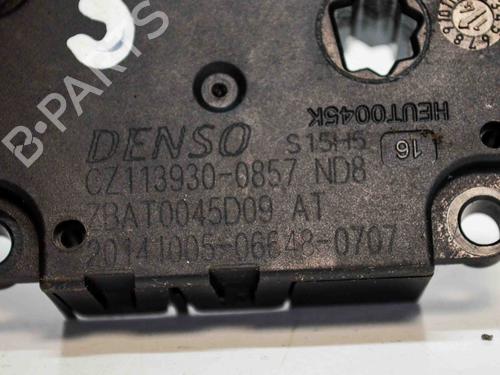 B-PARTS
HEUT0045K
DENSO S15H5 16
CZ113930-0857 ND8
ZBAT0045D09 AT
20141005-06648-0707